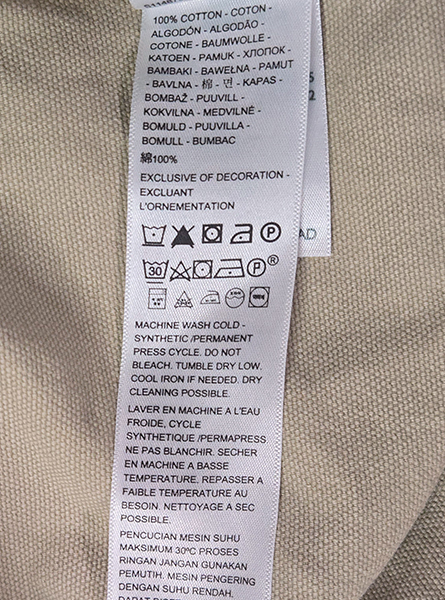 100% COTTON - COTON -
ALGODÓN - ALGODÃO -
COTONE - BAUMWOLLE -
KATOEN - PAMUK - ХЛОПОК -
BAMBAKI - BAWEŁNA - PAMUT
- BAVLNA - 棉 - 면 - KAPAS -
BOMBAŽ - PUUVILL -
KOKVILNA - MEDVILNĖ -
BOMULD - PUUVILLA -
BOMULL - BUMBAC
綿100%
EXCLUSIVE OF DECORATION -
EXCLUANT
L'ORNEMENTATION
P
30 P ®
MACHINE WASH COLD -
SYNTHETIC /PERMANENT
PRESS CYCLE. DO NOT
BLEACH. TUMBLE DRY LOW.
COOL IRON IF NEEDED. DRY
CLEANING POSSIBLE.
LAVER EN MACHINE A L'EAU
FROIDE, CYCLE
SYNTHETIQUE /PERMAPRESS
NE PAS BLANCHIR. SECHER
EN MACHINE A BASSE
TEMPERATURE. REPASSER A
FAIBLE TEMPERATURE AU
BESOIN. NETTOYAGE A SEC
POSSIBLE.
PENCUCIAN MESIN SUHU
MAKSIMUM 30ºC PROSES
RINGAN JANGAN GUNAKAN
PEMUTIH. MESIN PENGERING
DENGAN SUHU RENDAH.